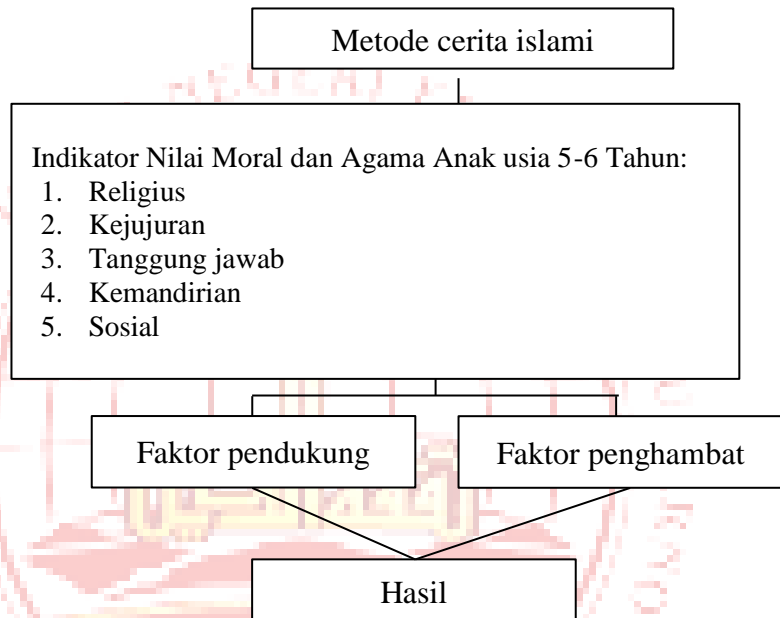 Metode cerita islami
Indikator Nilai Moral dan Agama Anak usia 5-6 Tahun:
1. Religius
2. Kejujuran
3. Tanggung jawab
4. Kemandirian
5. Sosial
Faktor pendukung
Faktor penghambat
Hasil